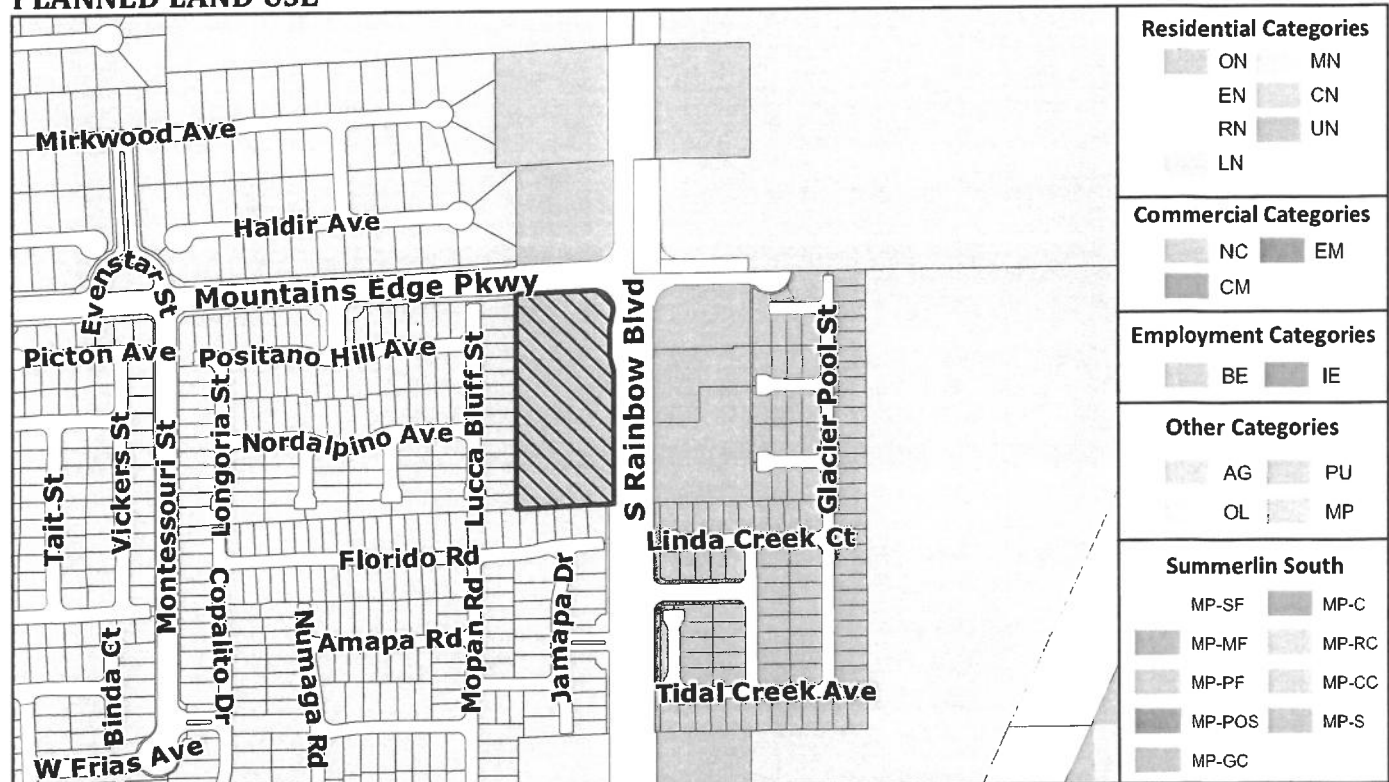 PLANNED LAND USE
Mirkwood Ave
Haldir Ave
Evenstar St
Mountains Edge Pkwy
Picton Ave
Positano Hill Ave
Nordalpino Ave
Lucca Bluff St
S Rainbow Blvd
Glacier Pool St
Tait St
Vickers St
Montessouri St
Longoria St
Florido Rd
Linda Creek Ct
Binda Ct
Copalito Dr
Numaga Rd
Amapa Rd
Mopan Rd
Jamapa Dr
Tidal Creek Ave
W Frias Ave
Residential Categories
ON MN
EN CN
RN UN
LN
Commercial Categories
NC EM
CM
Employment Categories
BE IE
Other Categories
AG PU
OL MP
Summerlin South
MP-SF MP-C
MP-MF MP-RC
MP-PF MP-CC
MP-POS MP-S
MP-GC